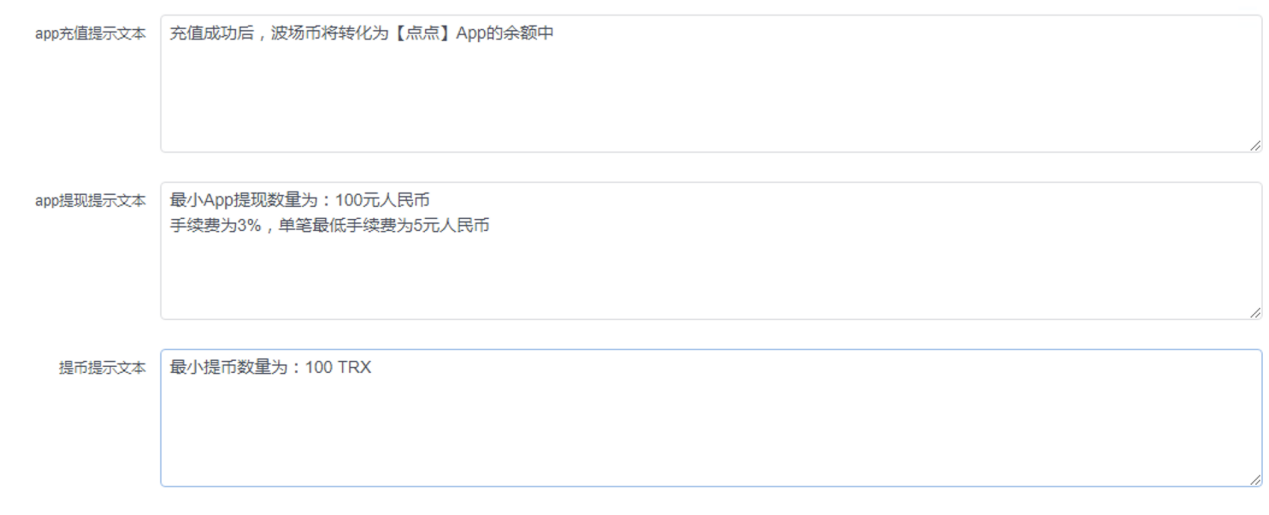 app充值提示文本
充值成功后，波场币将转化为【点点】App的余额中
app提现提示文本
最小App提现数量为：100元人民币
手续费为3%，单笔最低手续费为5元人民币
提币提示文本
最小提币数量为：100 TRX